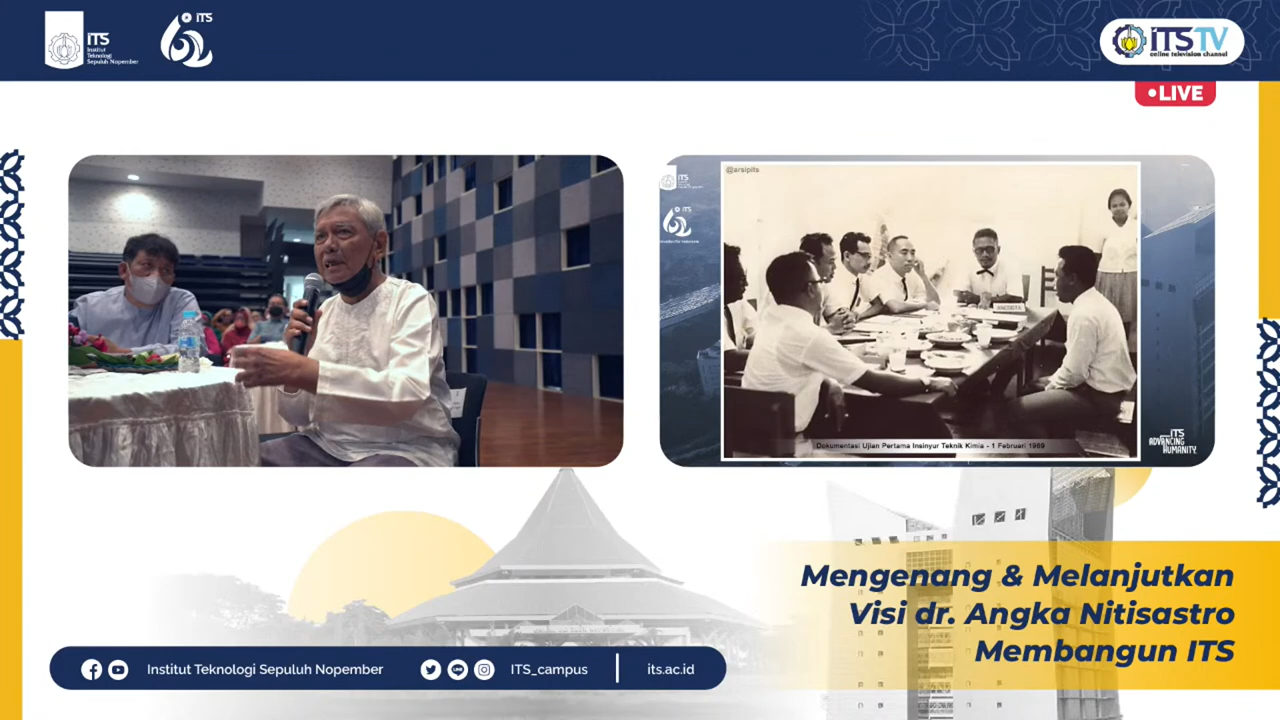 ITS
Institut
Teknologi
Sepuluh Nopember
ITS
iTSTV
online television channel
LIVE
@arsipits
ITS
ITS
Dokumentasi Ujian Pertama Insinyur Teknik Kimia - 1 Februari 1969
ITS
ADVANCING
HUMANITY
Mengenang & Melanjutkan
Visi dr. Angka Nitisastro
Membangun ITS
Institut Teknologi Sepuluh Nopember
ITS_campus
its.ac.id